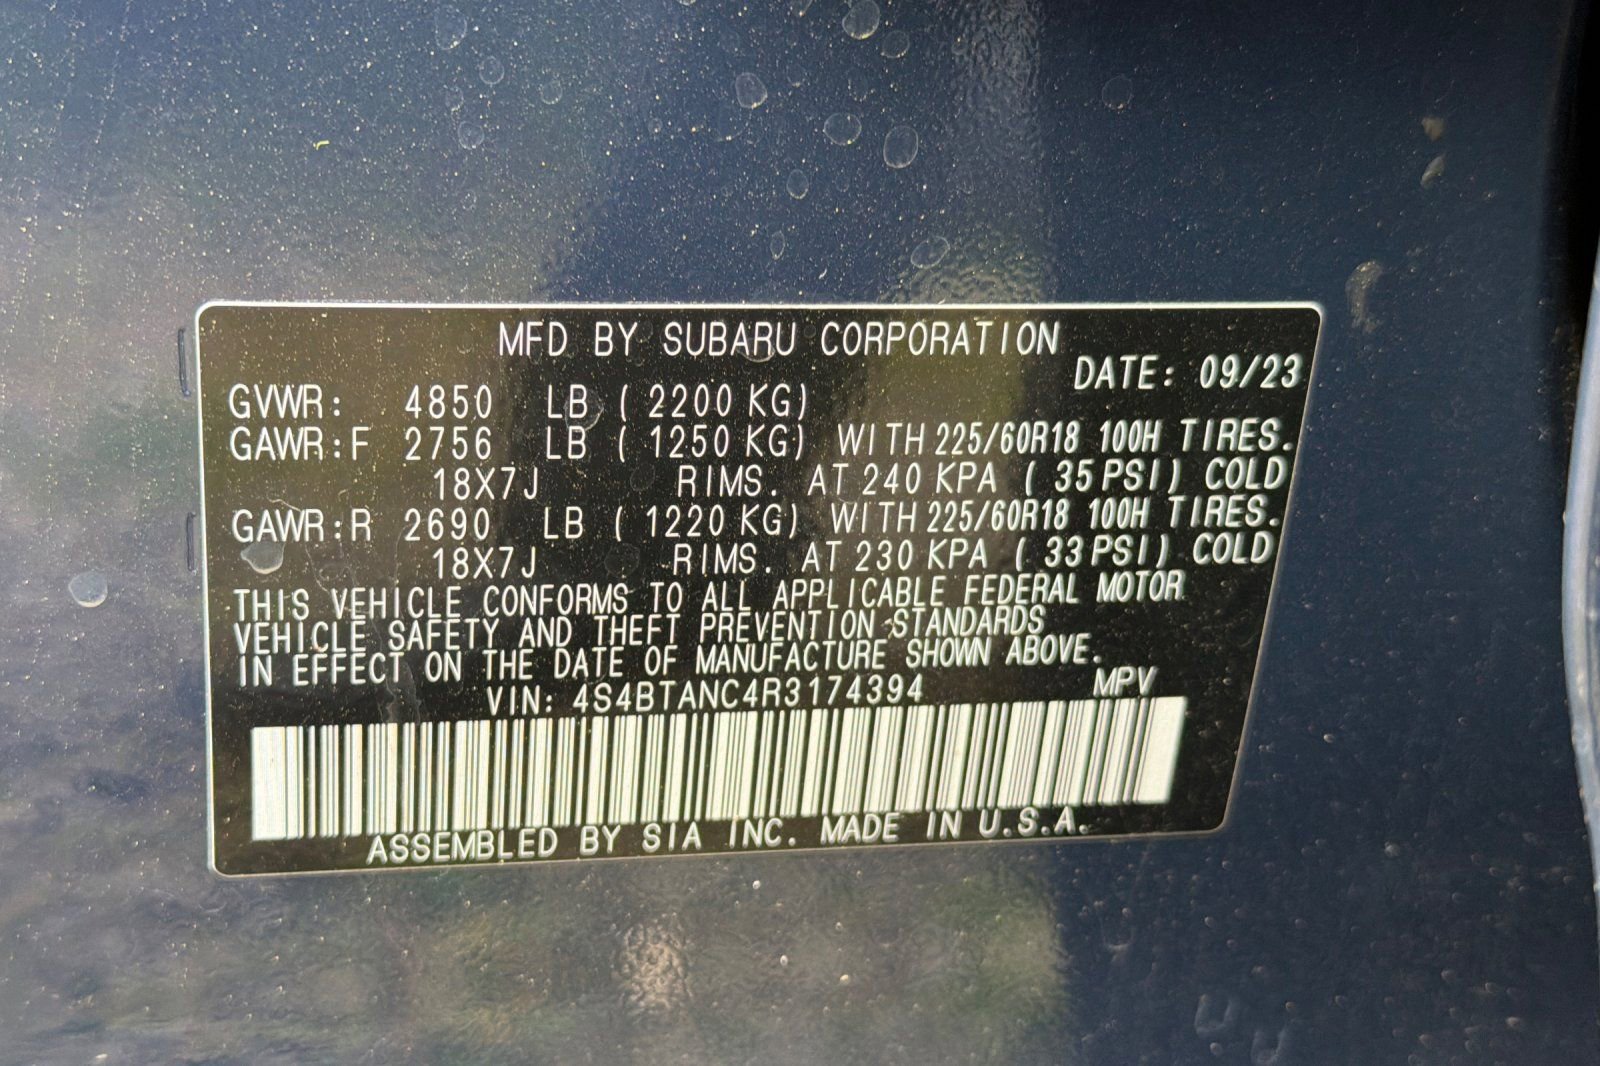 MFD BY SUBARU CORPORATION
DATE: 09/23
GVWR: 4850 LB ( 2200 KG)
GAWR:F 2756 LB ( 1250 KG) WITH 225/60R18 100H TIRES.
18X7J RIMS. AT 240 KPA ( 35 PSI) COLD
GAWR:R 2690 LB ( 1220 KG) WITH 225/60R18 100H TIRES.
18X7J RIMS. AT 230 KPA ( 33 PSI) COLD
THIS VEHICLE CONFORMS TO ALL APPLICABLE FEDERAL MOTOR
VEHICLE SAFETY AND THEFT PREVENTION STANDARDS
IN EFFECT ON THE DATE OF MANUFACTURE SHOWN ABOVE.
VIN: 4S4BTANC4R3174394 MPV
ASSEMBLED BY SIA INC. MADE IN U.S.A.